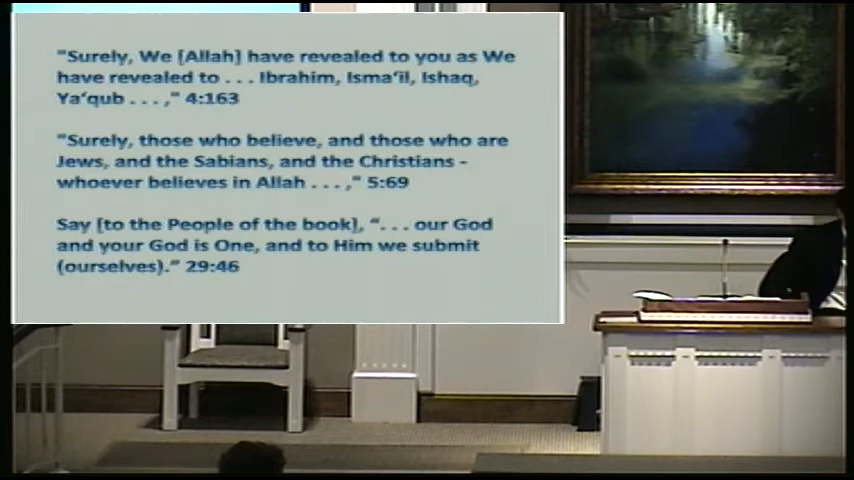 "Surely, We [Allah] have revealed to you as We
have revealed to . . . Ibrahim, Isma‘il, Ishaq,
Ya‘qub . . . ," 4:163
"Surely, those who believe, and those who are
Jews, and the Sabians, and the Christians -
whoever believes in Allah . . . ," 5:69
Say [to the People of the book], “. . . our God
and your God is One, and to Him we submit
(ourselves).” 29:46